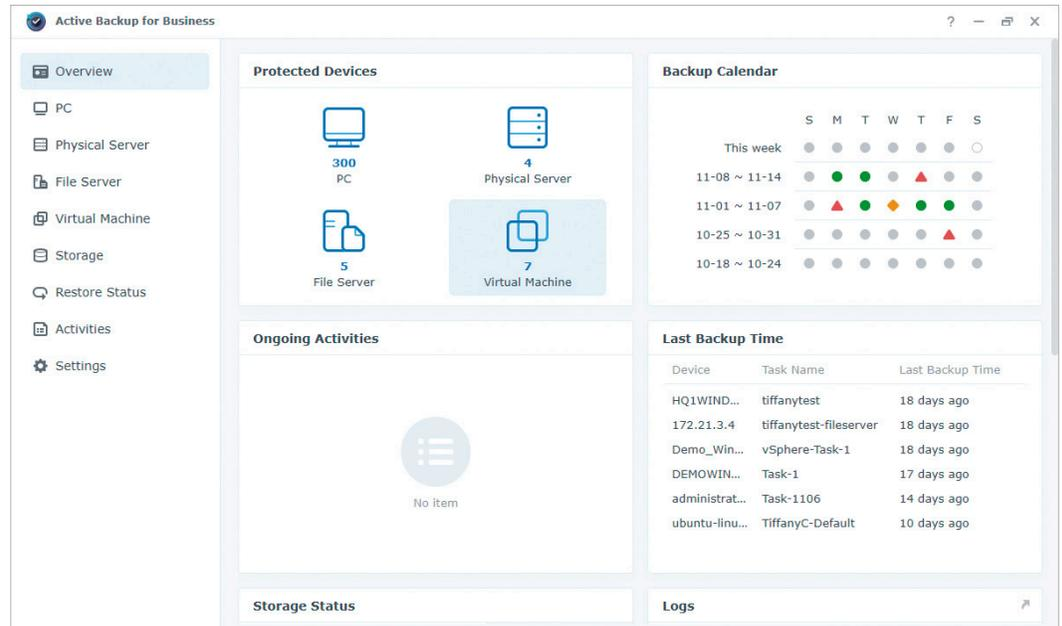 Active Backup for Business
Overview
PC
Physical Server
File Server
Virtual Machine
Storage
Restore Status
Activities
Settings
Protected Devices
300
PC
4
Physical Server
5
File Server
7
Virtual Machine
Backup Calendar
S M T W T F S
This week
11-08 ~ 11-14
11-01 ~ 11-07
10-25 ~ 10-31
10-18 ~ 10-24
Ongoing Activities
No item
Last Backup Time
Device Task Name Last Backup Time
HQ1WIND... tiffanytest 18 days ago
172.21.3.4 tiffanytest-fileserver 18 days ago
Demo_Win... vSphere-Task-1 18 days ago
DEMOWIN... Task-1 17 days ago
administrat... Task-1106 14 days ago
ubuntu-linu... TiffanyC-Default 10 days ago
Storage Status
Logs